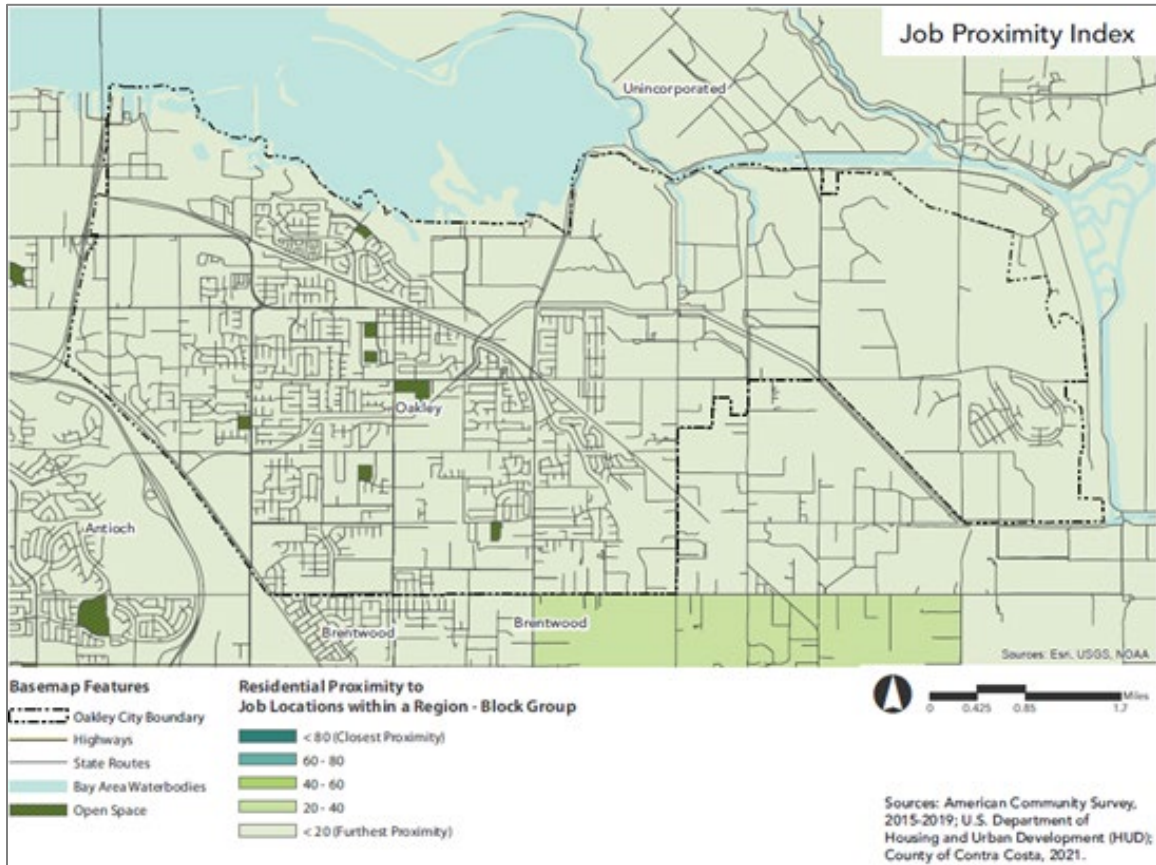 Job Proximity Index
Unincorporated
Oakley
Antioch
Brentwood
Brentwood
Sources: Esri, USGS, NOAA
Basemap Features
Oakley City Boundary
Highways
State Routes
Bay Area Waterbodies
Open Space
Residential Proximity to
Job Locations within a Region - Block Group
< 80 (Closest Proximity)
60 - 80
40 - 60
20 - 40
< 20 (Furthest Proximity)
Miles
0 0.425 0.85 1.7
Sources: American Community Survey,
2015-2019; U.S. Department of
Housing and Urban Development (HUD);
County of Contra Costa, 2021.